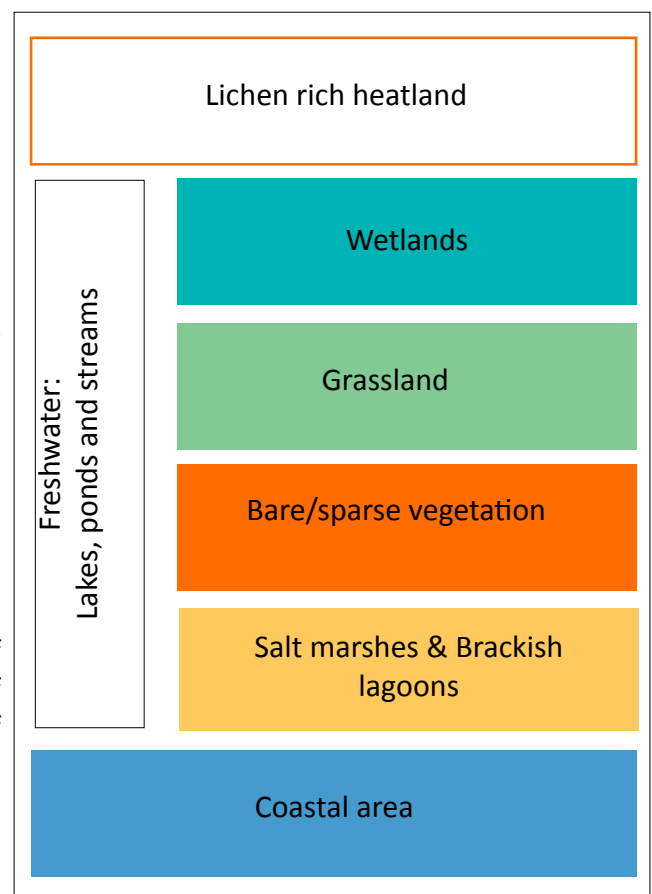 Lichen rich heatland
Freshwater:
Lakes, ponds and streams
Wetlands
Grassland
Bare/sparse vegetation
Salt marshes & Brackish
lagoons
Coastal area